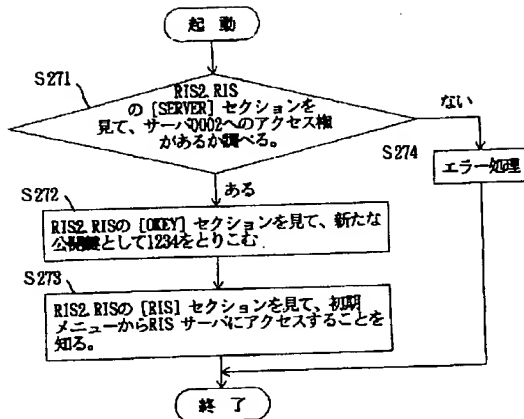 起動
S271
RIS2.RIS
の [SERVER] セクションを
見て、サーバ0002へのアクセス権
があるか調べる。
ない
S274
エラー処理
ある
S272
RIS2.RISの [OKEY] セクションを見て、新たな
公開鍵として1234をとりこむ
S273
RIS2.RISの [RIS] セクションを見て、初期
メニューからRIS サーバにアクセスすることを
知る。
終了